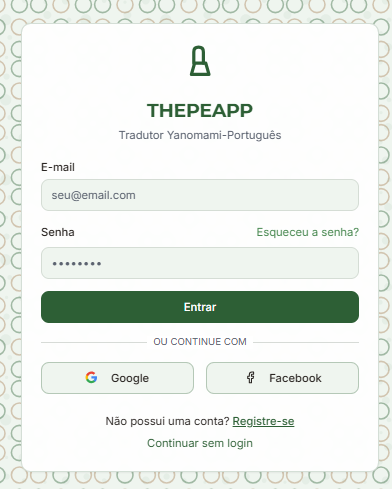 THEPEAPP
Tradutor Yanomami-Português
E-mail
seu@email.com
Senha
Esqueceu a senha?
••••••••
Entrar
OU CONTINUE COM
Google
Facebook
Não possui uma conta? Registre-se
Continuar sem login